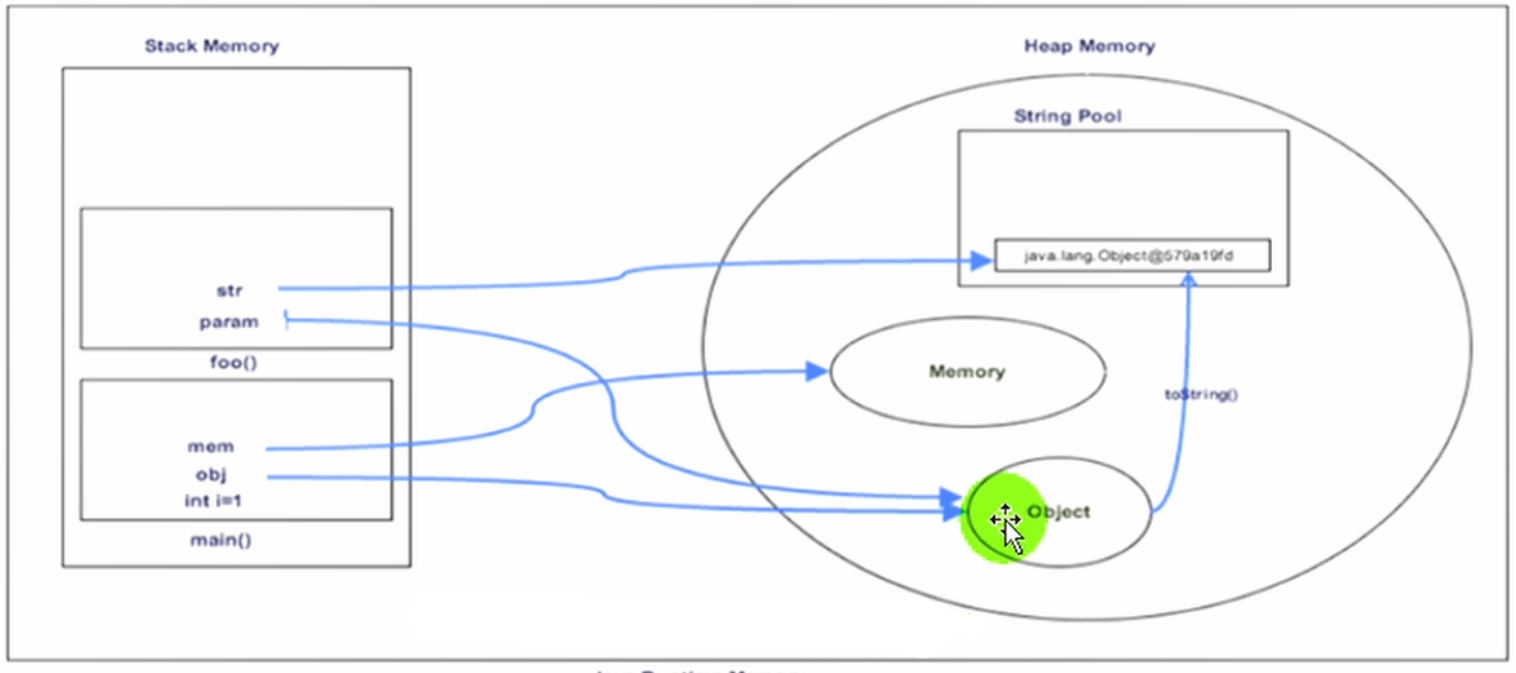 Stack Memory
Heap Memory
String Pool
java.lang.Object@579a19fd
str
param
foo()
Memory
toString()
mem
obj
int i=1
main()
Object